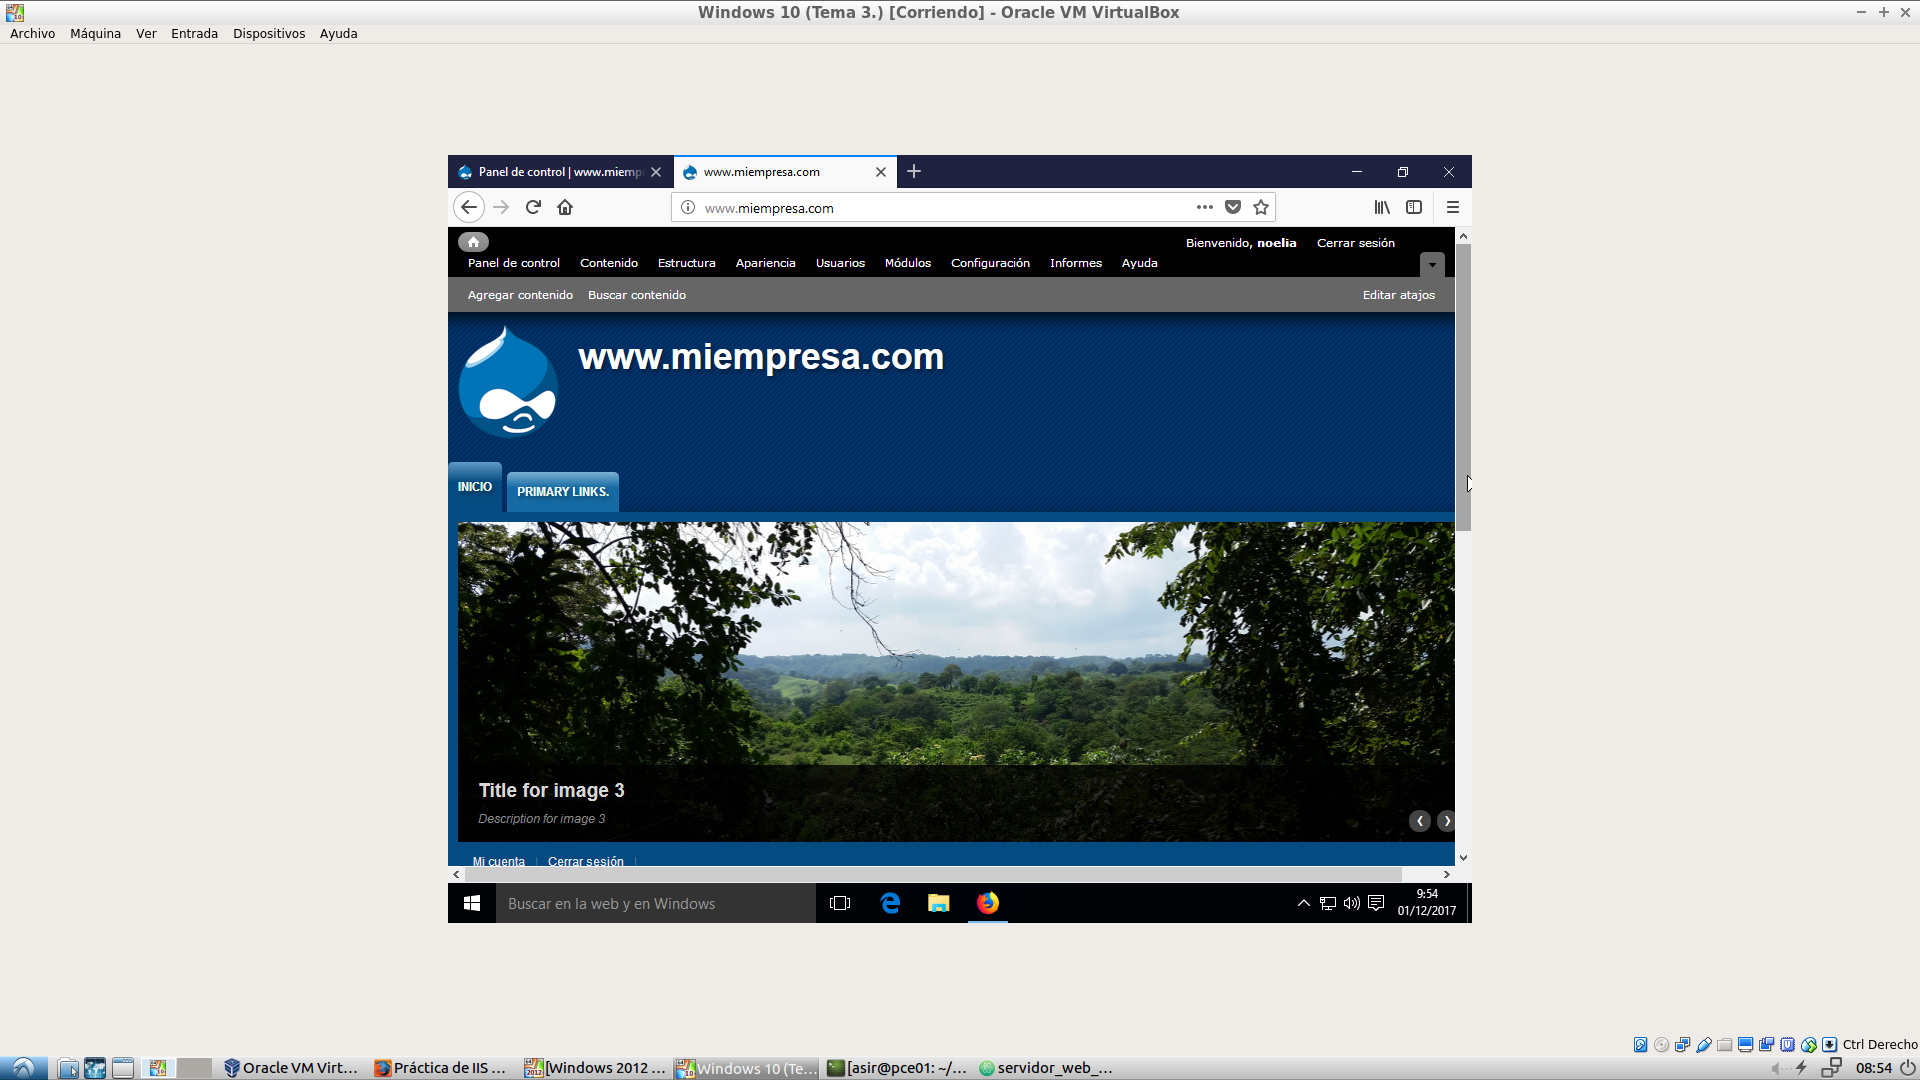 Windows 10 (Tema 3.) [Corriendo] - Oracle VM VirtualBox
Archivo Máquina Ver Entrada Dispositivos Ayuda
Panel de control | www.miemp
www.miempresa.com
www.miempresa.com
Bienvenido, noelia Cerrar sesión
Panel de control Contenido Estructura Apariencia Usuarios Módulos Configuración Informes Ayuda
Agregar contenido Buscar contenido Editar atajos
www.miempresa.com
INICIO
PRIMARY LINKS.
Title for image 3
Description for image 3
Mi cuenta Cerrar sesión
Buscar en la web y en Windows
9:54
01/12/2017
Ctrl Derecho
Oracle VM Virt... Práctica de IIS ... [Windows 2012 ... Windows 10 (Te... [asir@pce01: ~/... servidor_web_... 08:54